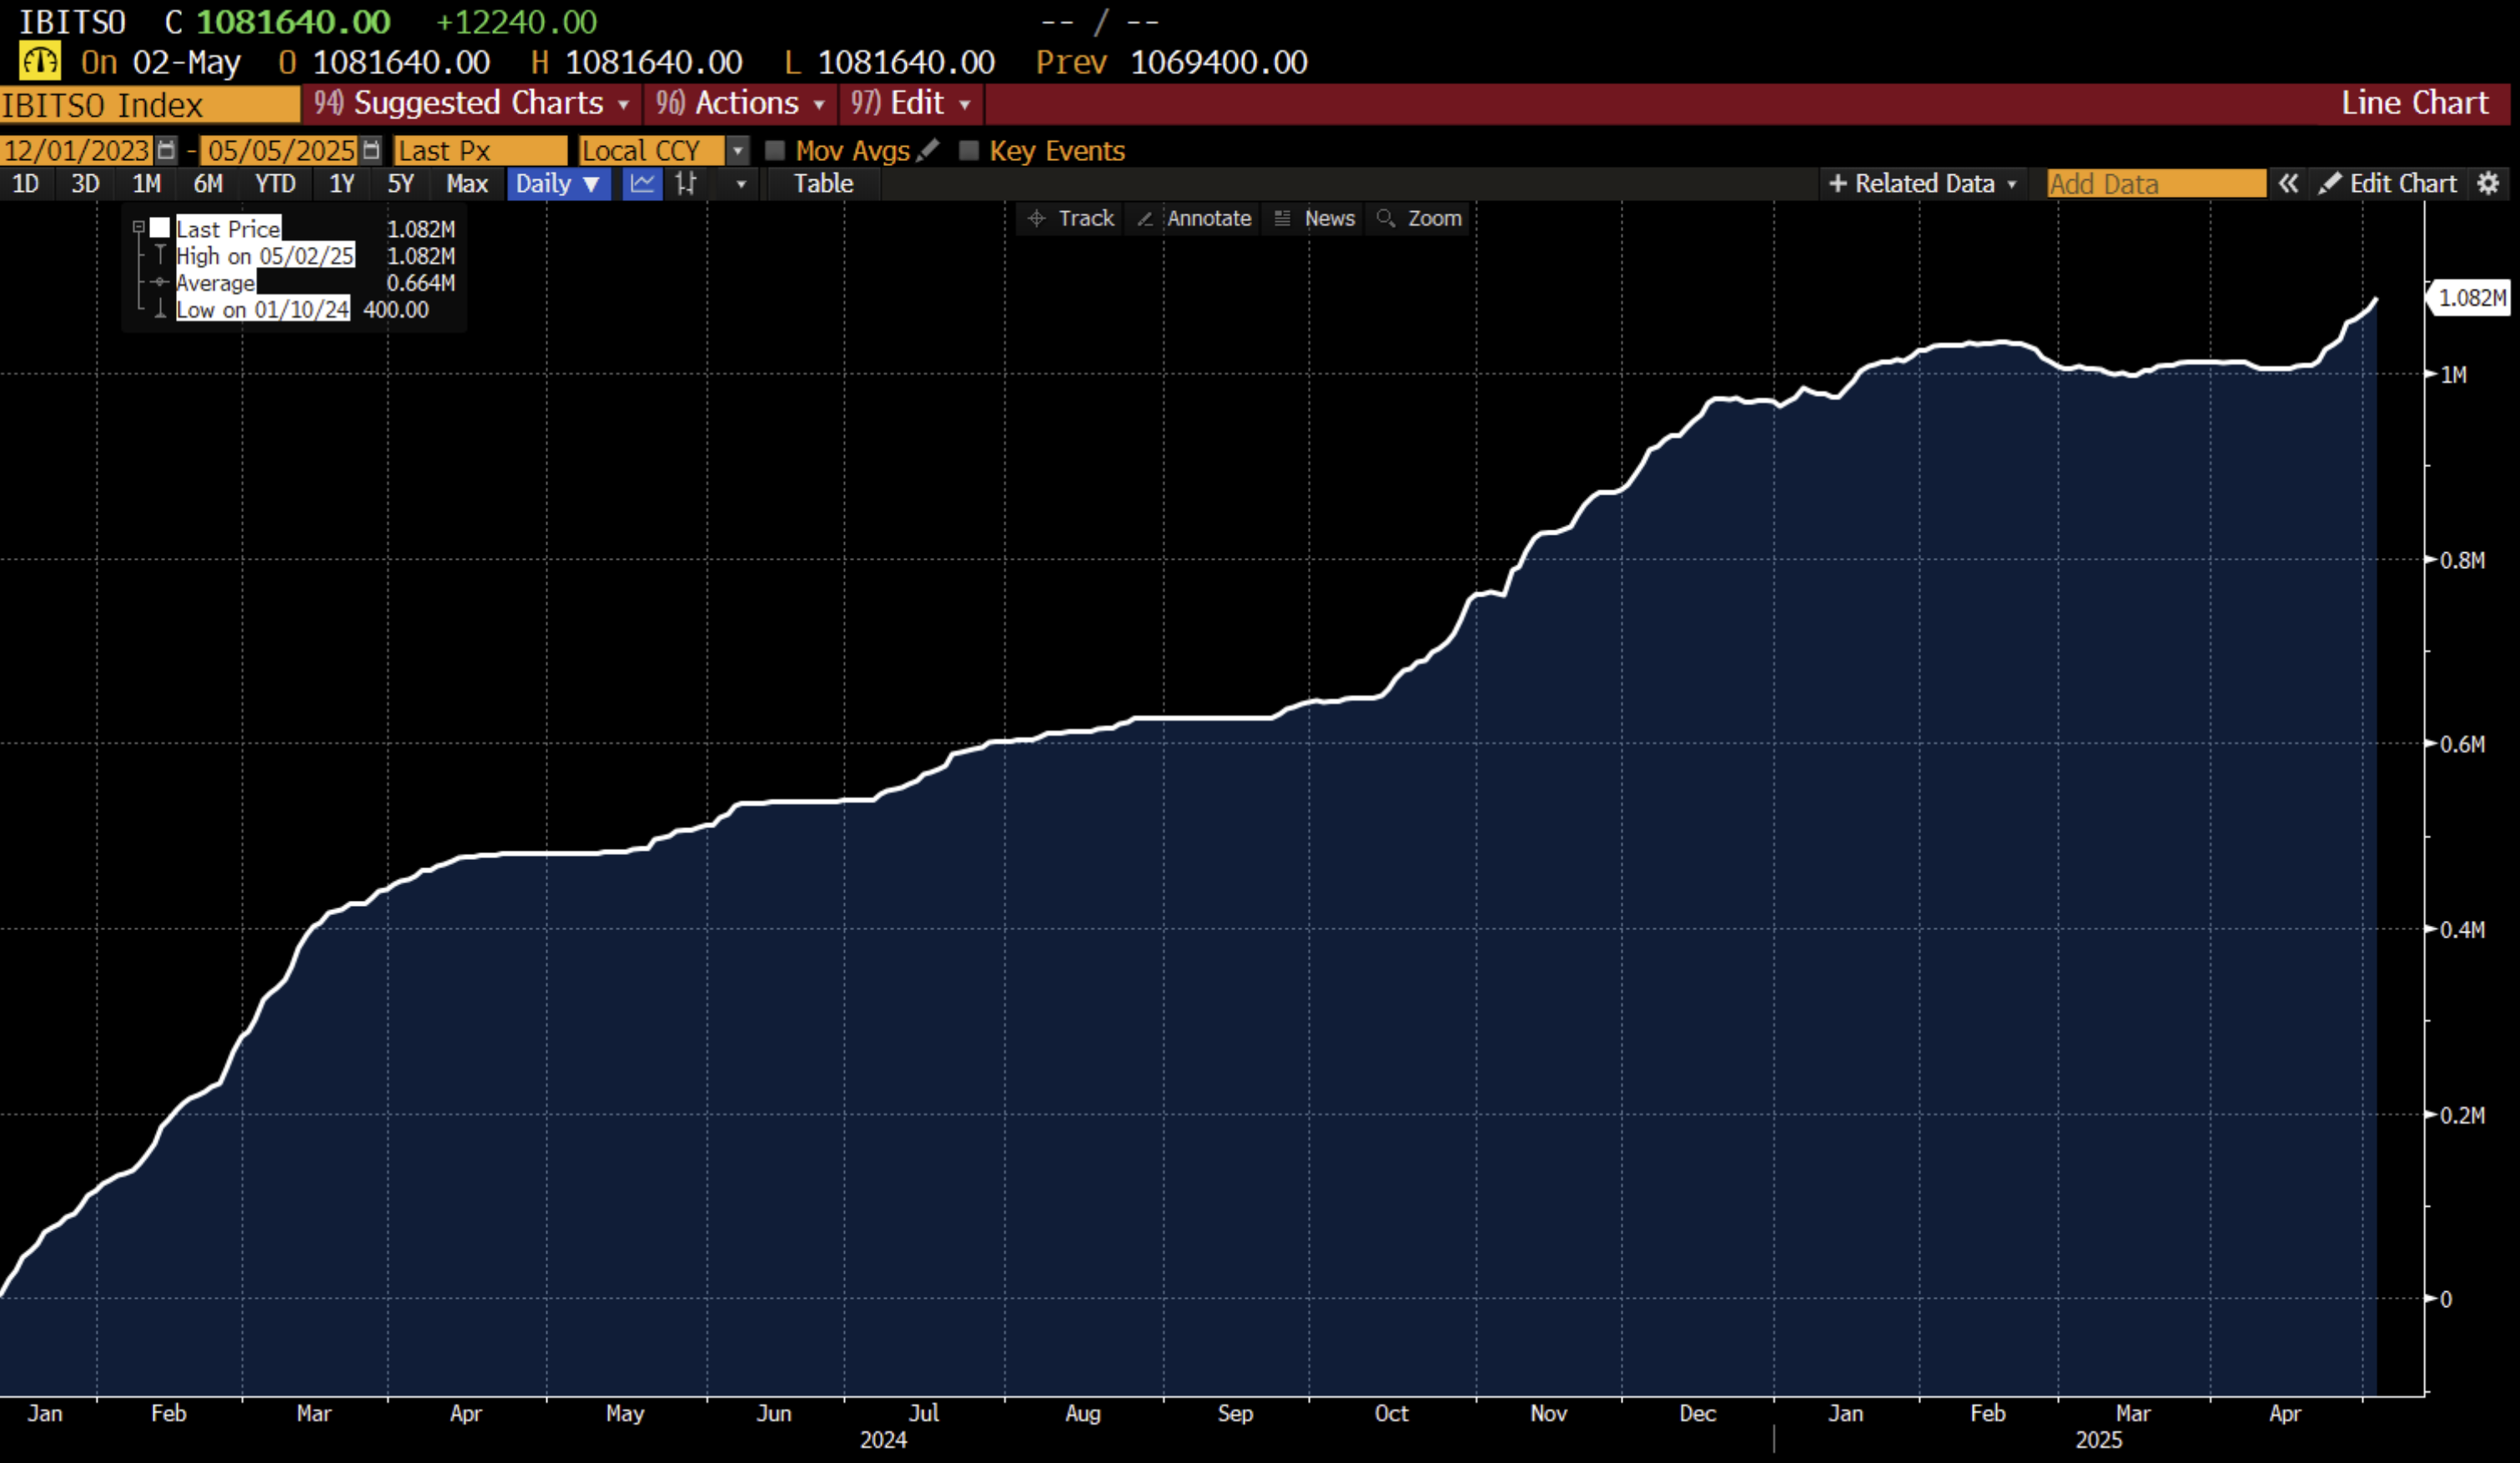 IBITSO C 1081640.00 +12240.00 -- / --
On 02-May O 1081640.00 H 1081640.00 L 1081640.00 Prev 1069400.00
IBITSO Index 94) Suggested Charts 96) Actions 97) Edit Line Chart
12/01/2023 - 05/05/2025 Last Px Local CCY Mov Avgs Key Events
1D 3D 1M 6M YTD 1Y 5Y Max Daily ▼ Table + Related Data Add Data « Edit Chart
Track Annotate News Zoom
Last Price 1.082M
High on 05/02/25 1.082M
Average 0.664M
Low on 01/10/24 400.00
1.082M
1M
0.8M
0.6M
0.4M
0.2M
0
Jan Feb Mar Apr May Jun Jul Aug Sep Oct Nov Dec Jan Feb Mar Apr
2024 2025